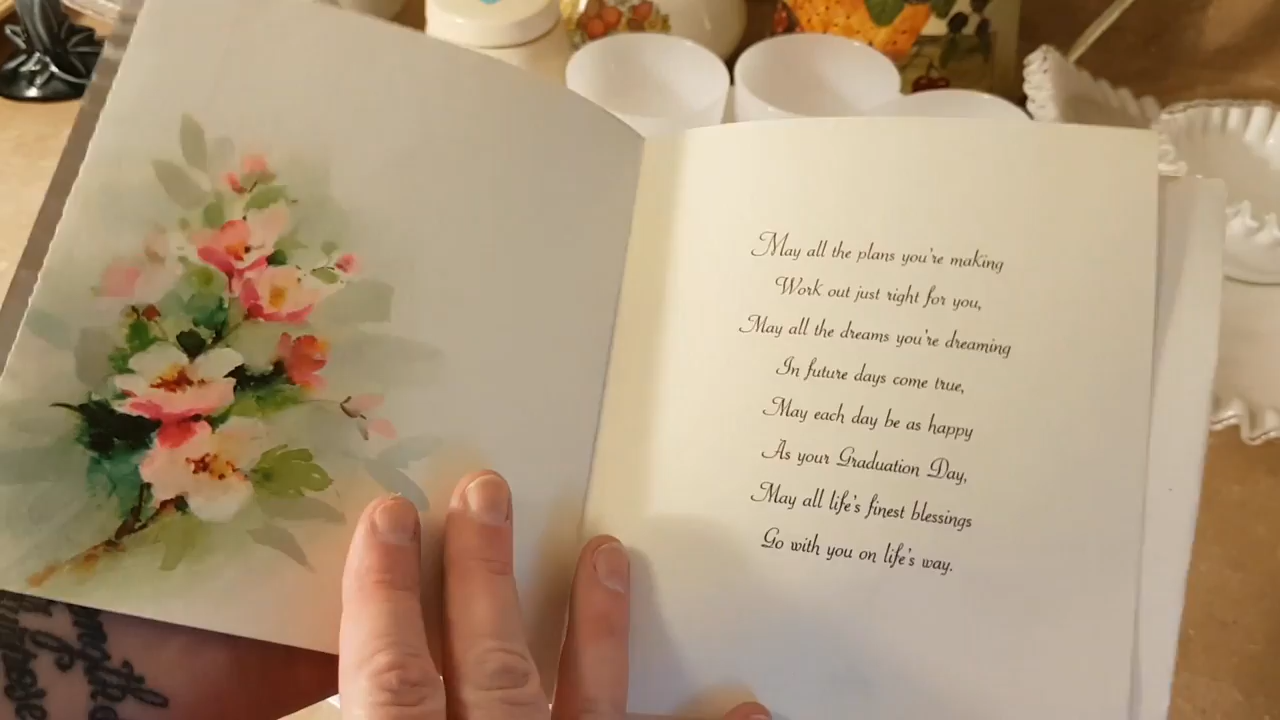 May all the plans you're making
Work out just right for you,
May all the dreams you're dreaming
In future days come true,
May each day be as happy
As your Graduation Day,
May all life's finest blessings
Go with you on life's way.